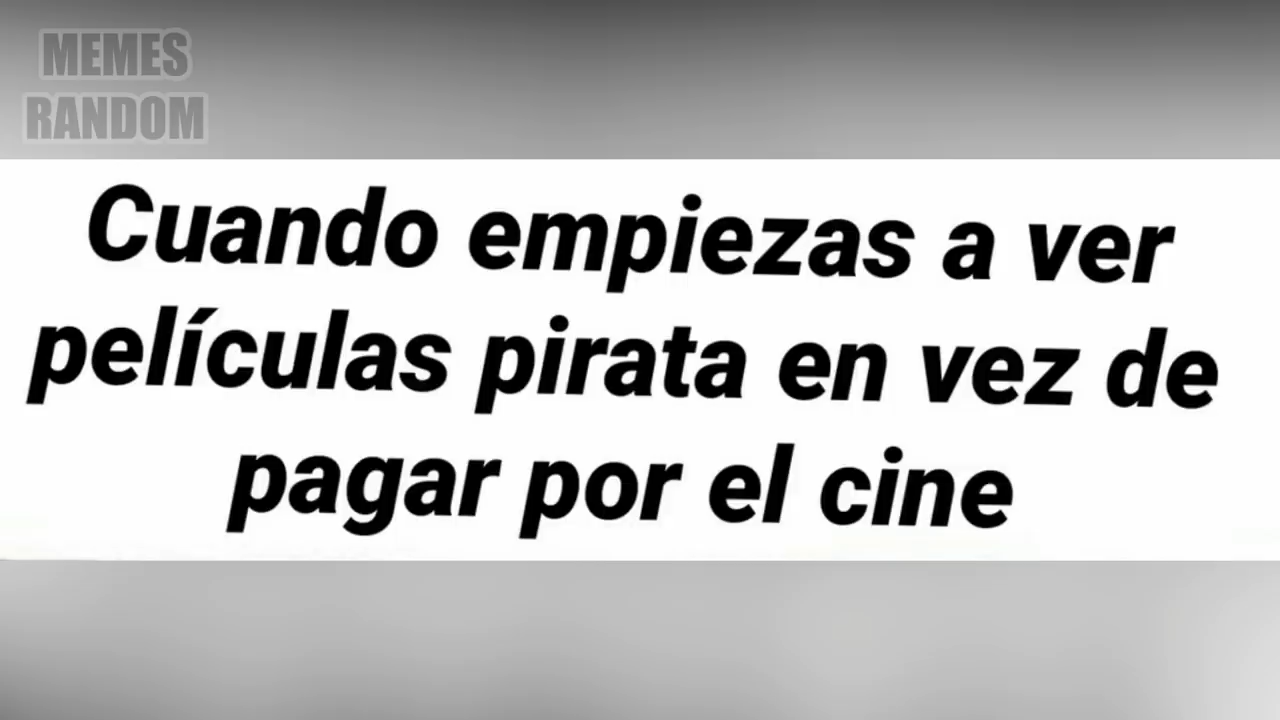 MEMES
RANDOM
Cuando empiezas a ver
películas pirata en vez de
pagar por el cine